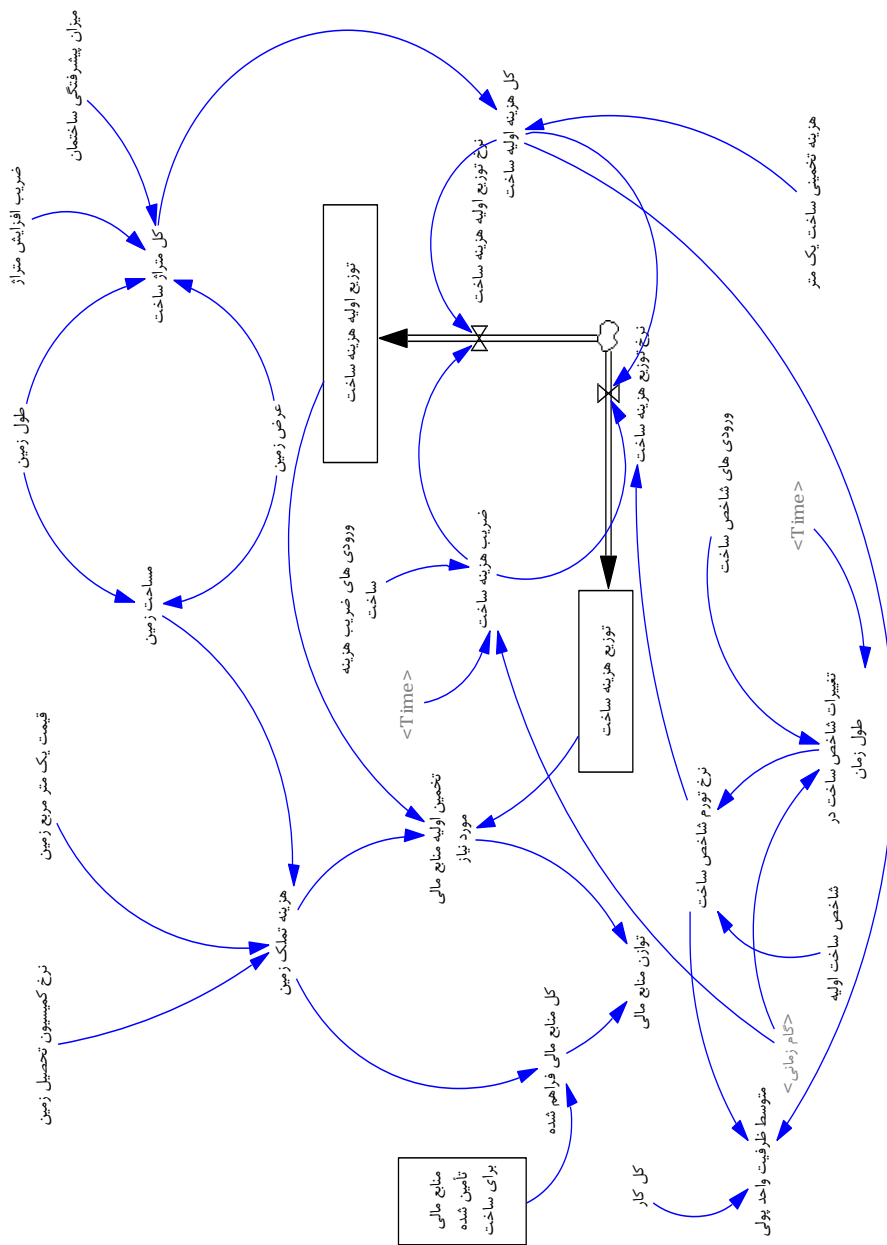 میزان پیشرفتگی ساختمان
ضریب افزایش متراژ
کل متراژ ساخت
طول زمین
عرض زمین
مساحت زمین
قیمت یک متر مربع زمین
نرخ کمیسیون تحصیل زمین
هزینه تملک زمین
کل هزینه اولیه ساخت
نرخ توزیع اولیه هزینه ساخت
توزیع اولیه هزینه ساخت
هزینه تخمینی ساخت یک متر
نرخ توزیع هزینه ساخت
ورودی های ضریب هزینه
ساخت
ضریب هزینه ساخت
<Time>
توزیع هزینه ساخت
ورودی های شاخص ساخت
<Time>
تغییرات شاخص ساخت در
طول زمان
نرخ تورم شاخص ساخت
شاخص ساخت اولیه
<گام زمانی>
تخمین اولیه منابع مالی
مورد نیاز
توازن منابع مالی
کل منابع مالی فراهم
شده
منابع مالی
تأمین شده
برای ساخت
کل کار
متوسط ظرفیت واحد پولی